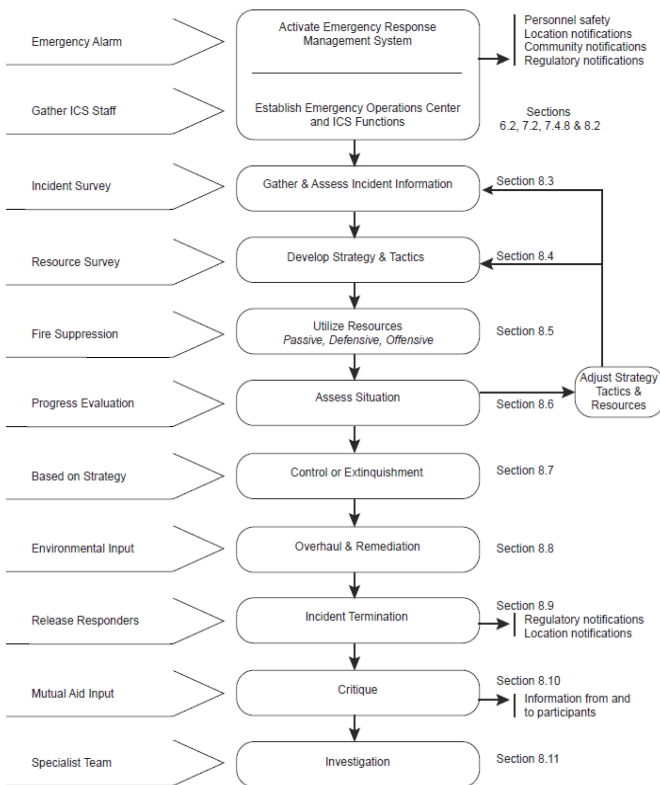 Emergency Alarm
Activate Emergency Response
Management System
Personnel safety
Location notifications
Community notifications
Regulatory notifications
Gather ICS Staff
Establish Emergency Operations Center
and ICS Functions
Sections
6.2, 7.2, 7.4.8 & 8.2
Incident Survey
Gather & Assess Incident Information
Section 8.3
Resource Survey
Develop Strategy & Tactics
Section 8.4
Fire Suppression
Utilize Resources
Passive, Defensive, Offensive
Section 8.5
Progress Evaluation
Assess Situation
Section 8.6
Adjust Strategy
Tactics &
Resources
Based on Strategy
Control or Extinguishment
Section 8.7
Environmental Input
Overhaul & Remediation
Section 8.8
Release Responders
Incident Termination
Section 8.9
Regulatory notifications
Location notifications
Mutual Aid Input
Critique
Section 8.10
Information from and
to participants
Specialist Team
Investigation
Section 8.11